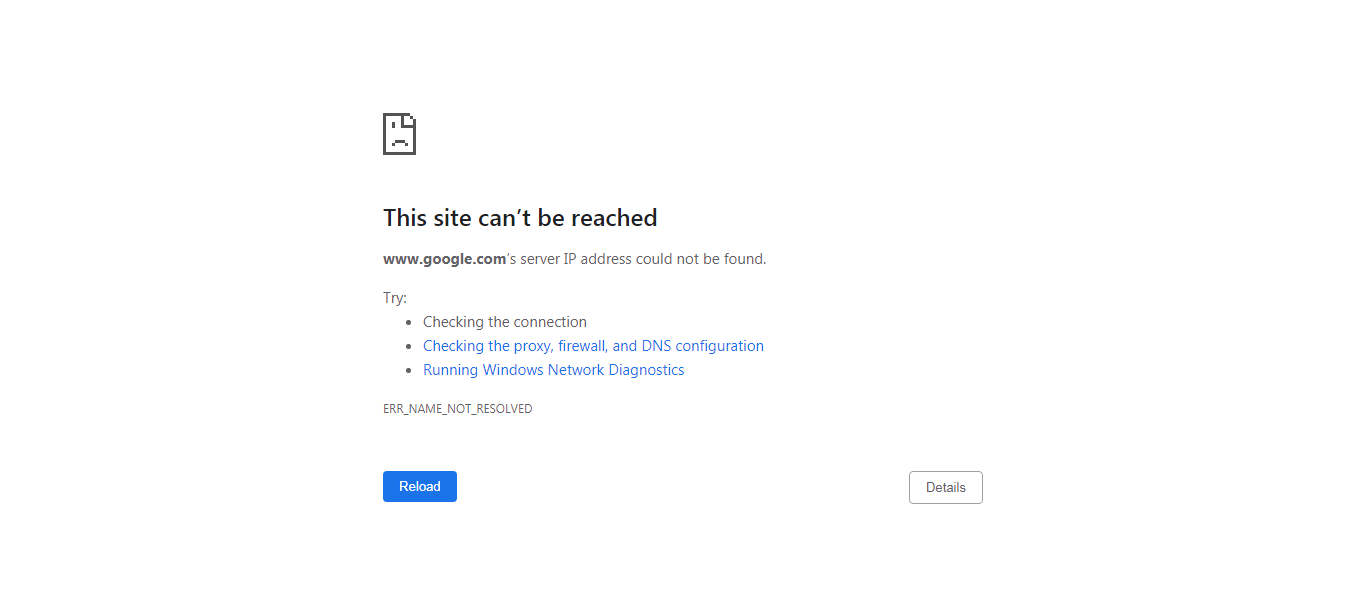 This site can’t be reached
www.google.com’s server IP address could not be found.
Try:
Checking the connection
Checking the proxy, firewall, and DNS configuration
Running Windows Network Diagnostics
ERR_NAME_NOT_RESOLVED
Reload
Details